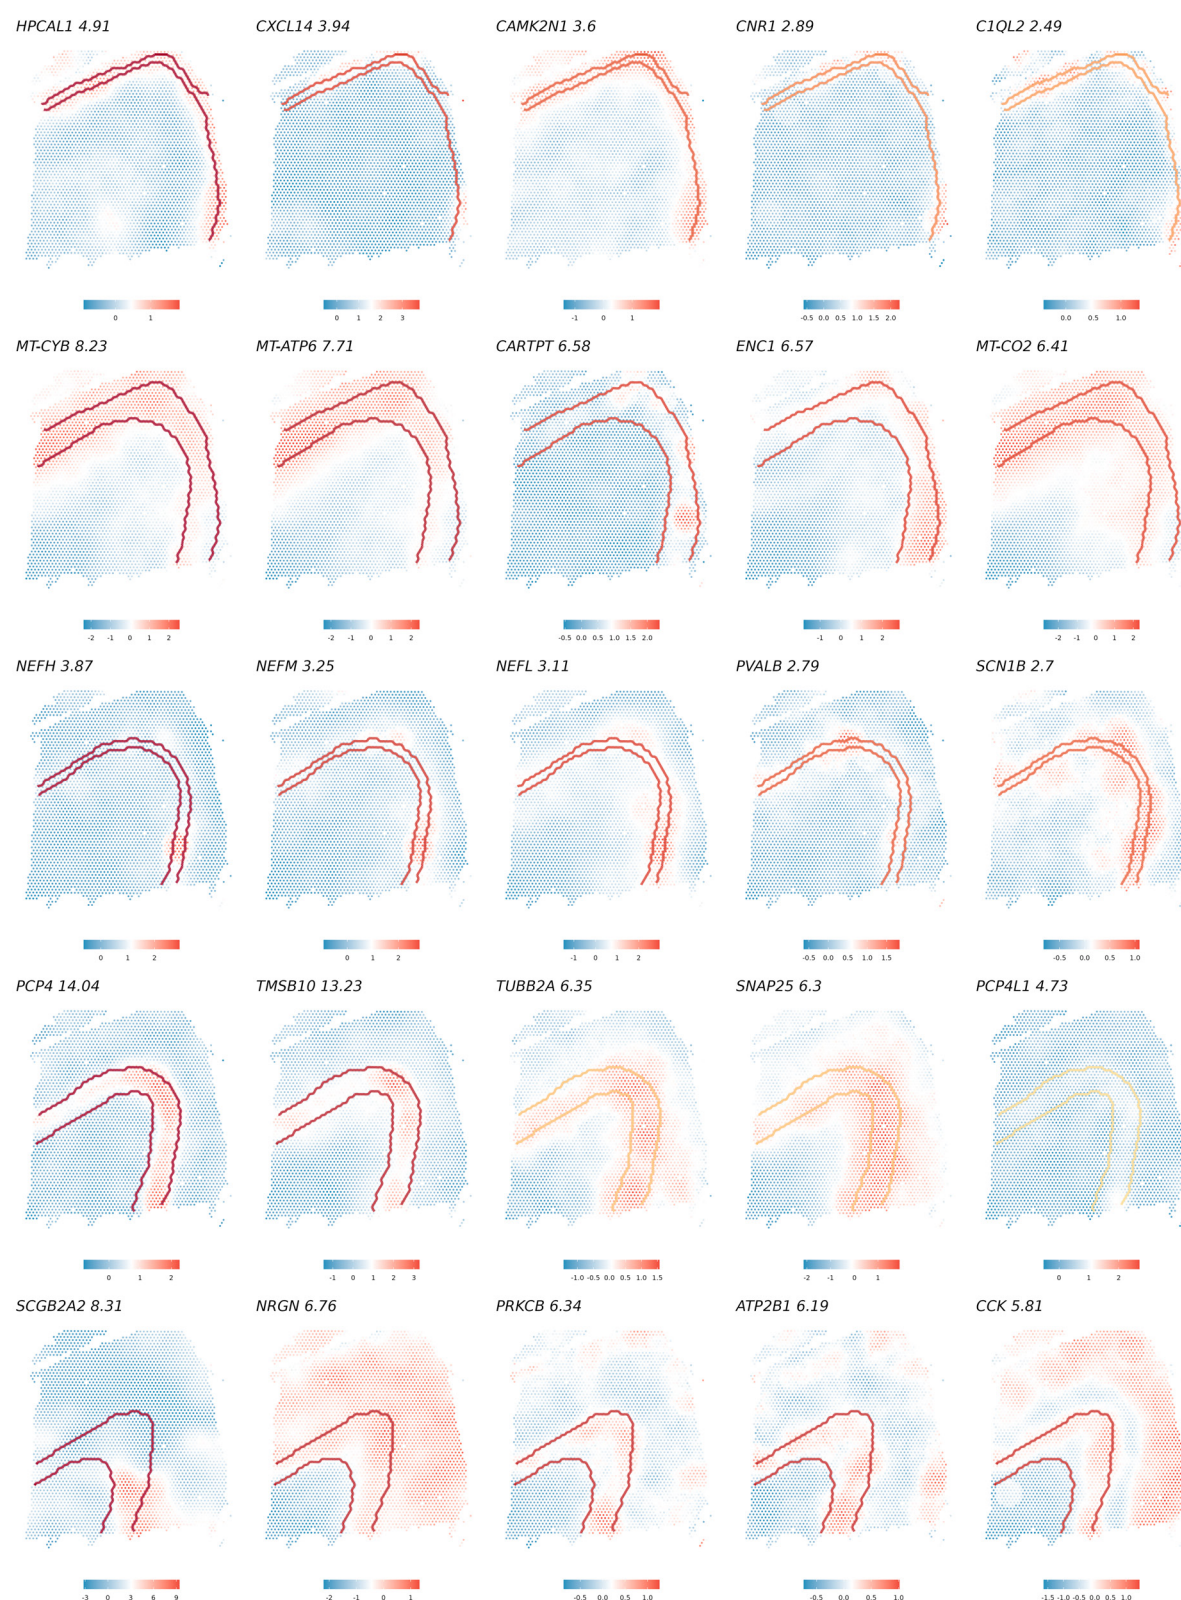 HPCAL1 4.91 CXCL14 3.94 CAMK2N1 3.6 CNR1 2.89 C1QL2 2.49
0 1 0 1 2 3 -1 0 1 -0.5 0.0 0.5 1.0 1.5 2.0 0.0 0.5 1.0
MT-CYB 8.23 MT-ATP6 7.71 CARTPT 6.58 ENC1 6.57 MT-CO2 6.41
-2 -1 0 1 2 -2 -1 0 1 2 -0.5 0.0 0.5 1.0 1.5 2.0 -1 0 1 2 -2 -1 0 1 2
NEFH 3.87 NEFM 3.25 NEFL 3.11 PVALB 2.79 SCN1B 2.7
0 1 2 0 1 2 -1 0 1 2 -0.5 0.0 0.5 1.0 1.5 -0.5 0.0 0.5 1.0
PCP4 14.04 TMSB10 13.23 TUBB2A 6.35 SNAP25 6.3 PCP4L1 4.73
0 1 2 -1 0 1 2 3 -1.0 -0.5 0.0 0.5 1.0 1.5 -2 -1 0 1 0 1 2
SCGB2A2 8.31 NRGN 6.76 PRKCB 6.34 ATP2B1 6.19 CCK 5.81
-3 0 3 6 9 -2 -1 0 1 -0.5 0.0 0.5 1.0 -0.5 0.0 0.5 1.0 -1.5 -1.0 -0.5 0.0 0.5 1.0